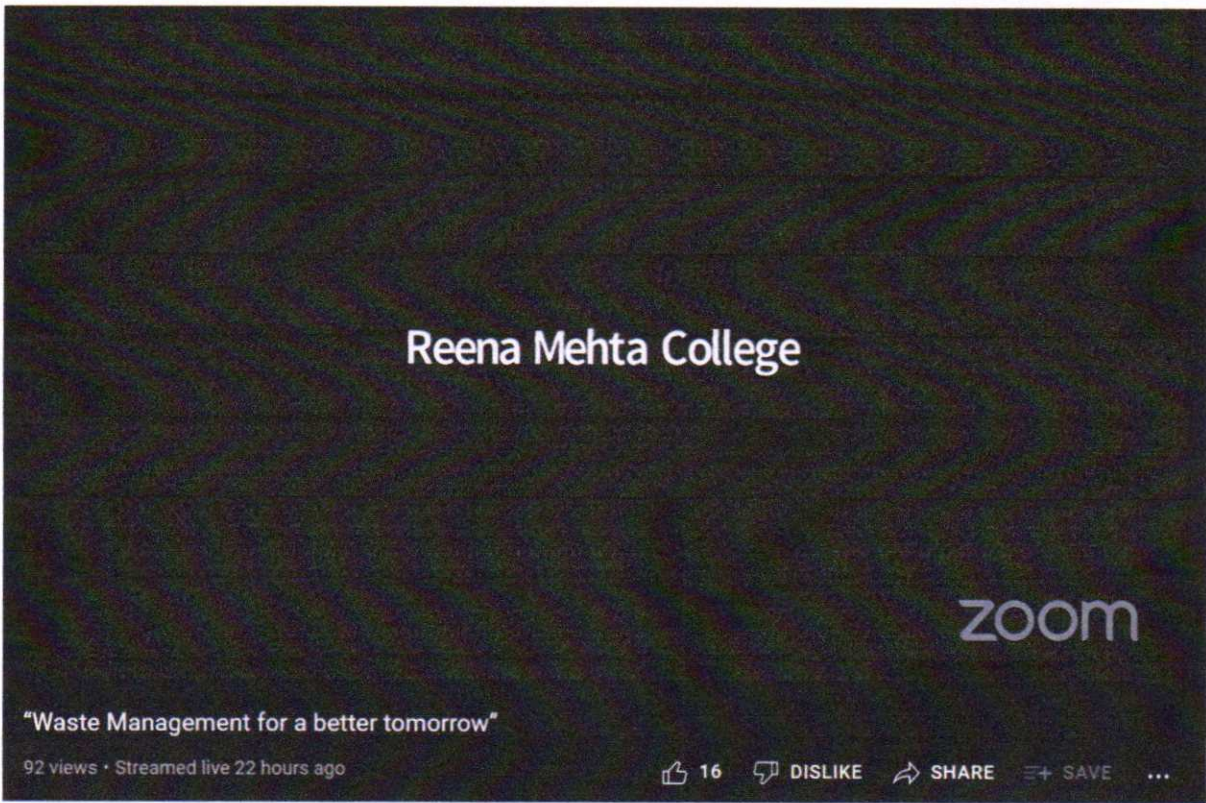 Reena Mehta College
zoom
“Waste Management for a better tomorrow”
92 views • Streamed live 22 hours ago
16 DISLIKE SHARE SAVE ...